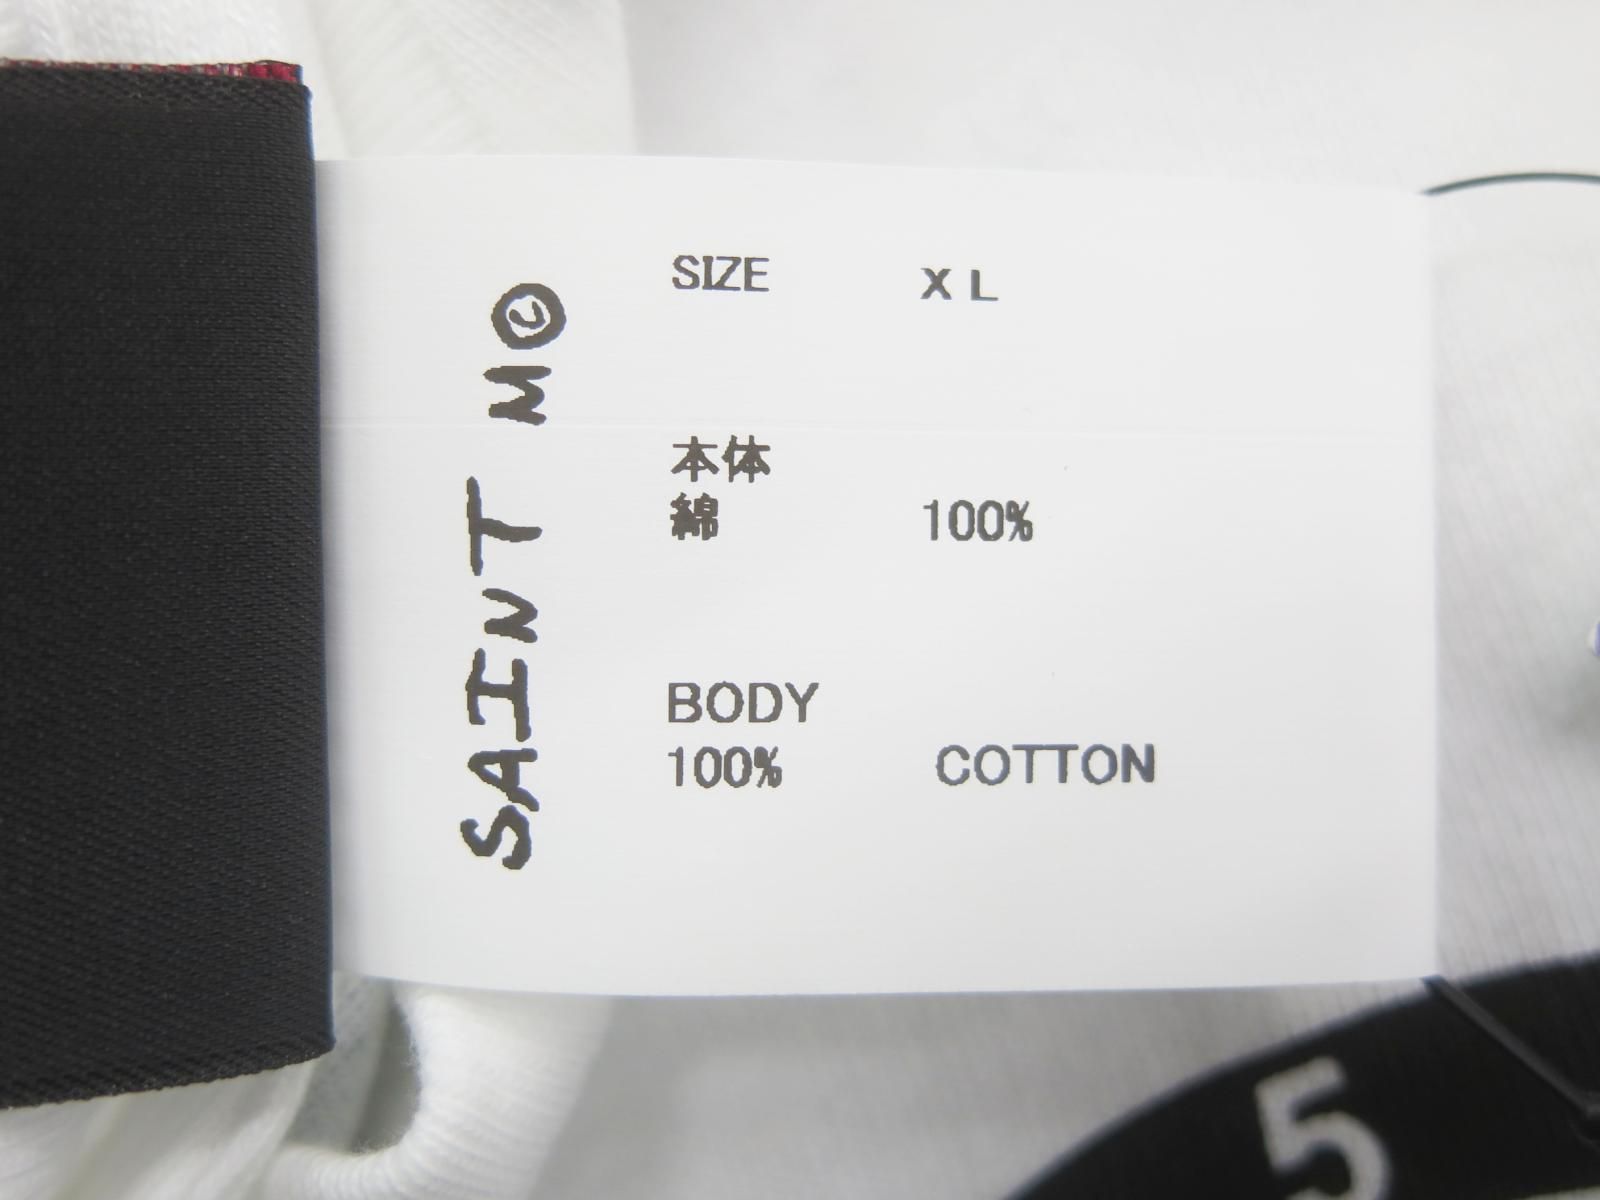 SAINT M©
SIZE XL
本体
綿 100%
BODY
100% COTTON
5